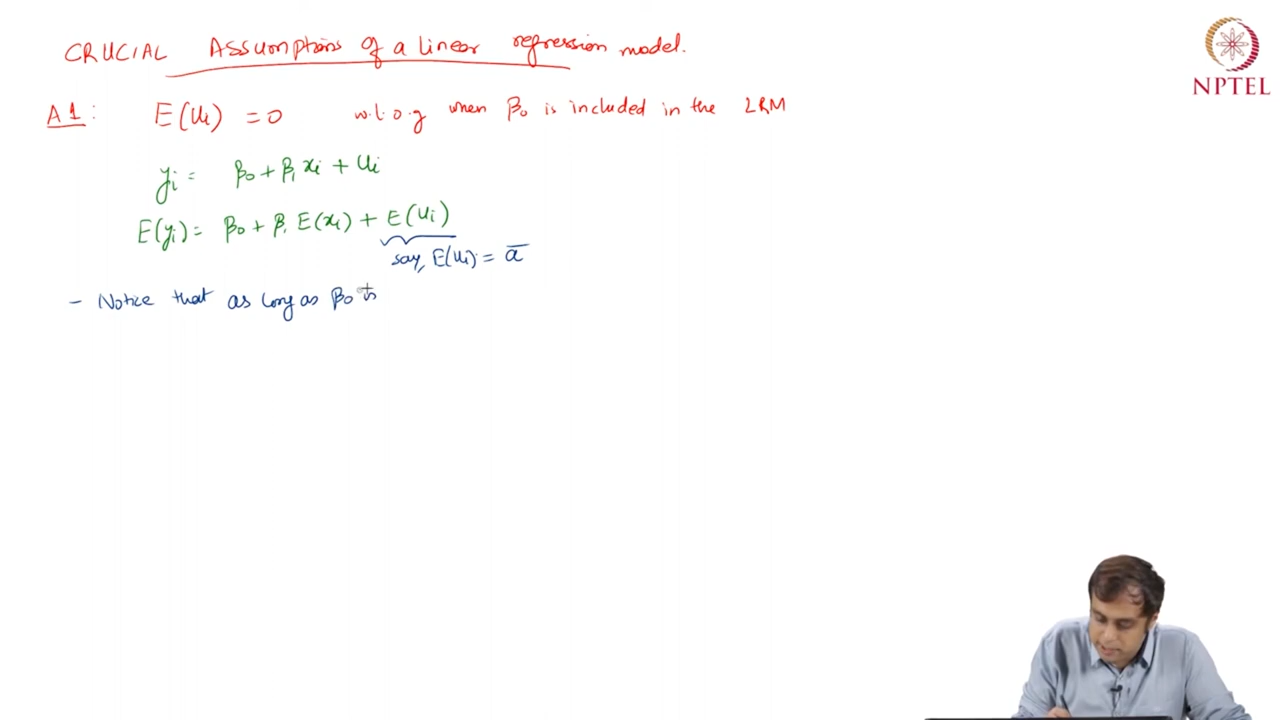 CRUCIAL Assumptions of a linear regression model.
NPTEL
A1: E(Ui) = 0 w.l.o.g when β0 is included in the LRM
yi = β0 + β1 xi + Ui
E(yi) = β0 + β1 E(xi) + E(Ui)
say, E(Ui) = a̅
- Notice that as long as β0 is